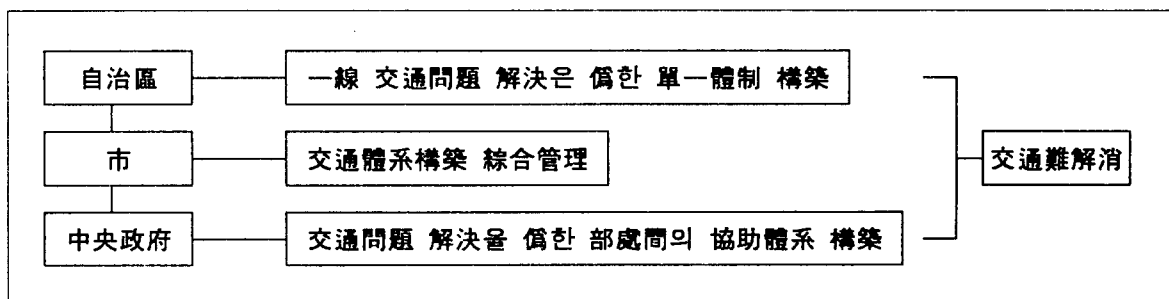 自治區 一線 交通問題 解決은 僞한 單一體制 構築
市 交通體系構築 綜合管理
交通難解消
中央政府 交通問題 解決을 僞한 部處間의 協助體系 構築